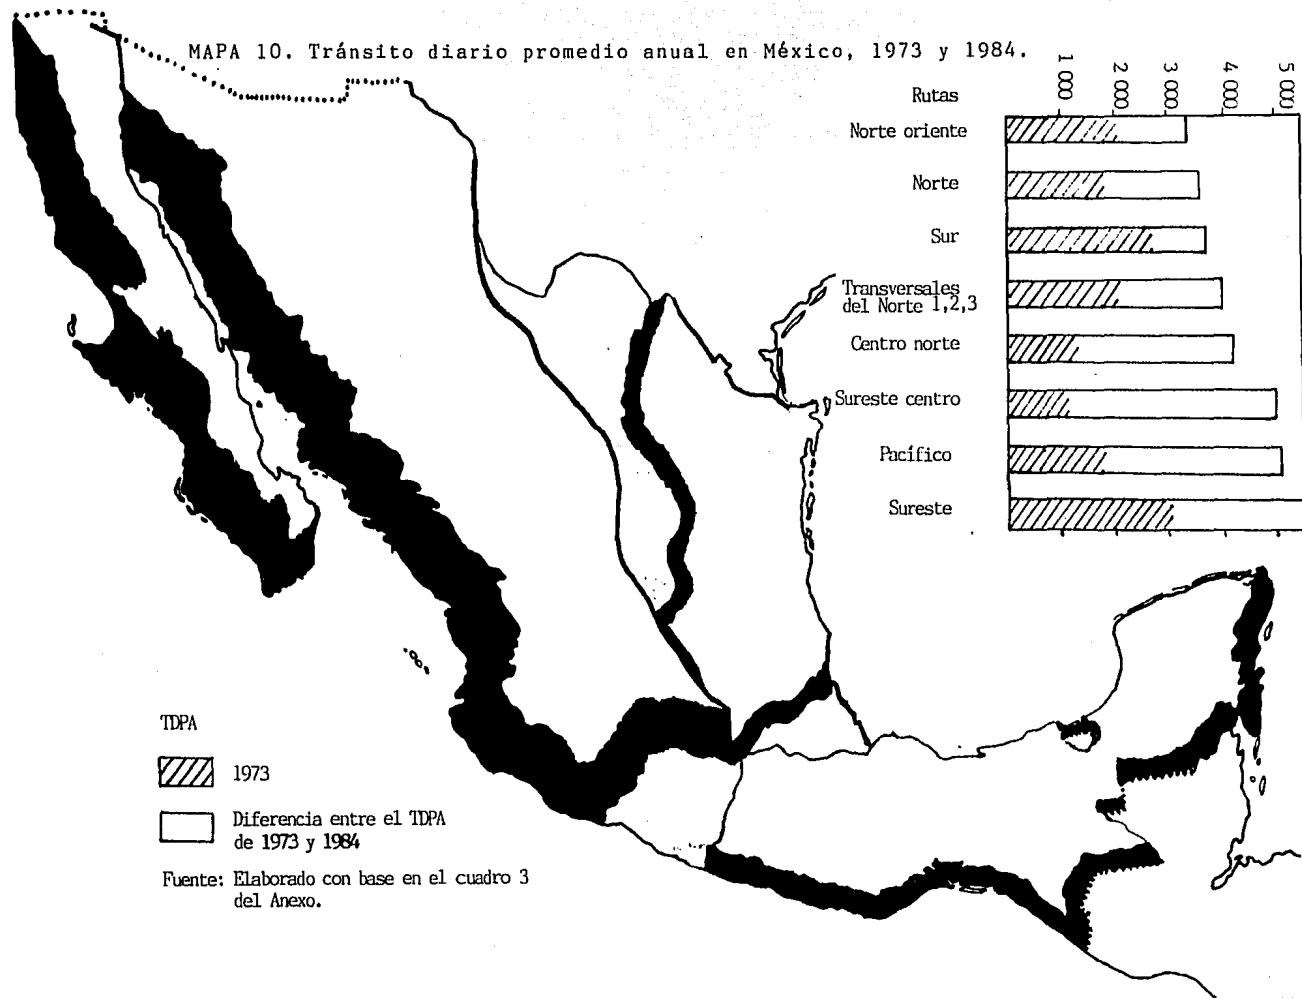 MAPA 10. Tránsito diario promedio anual en México, 1973 y 1984.
1 000
2 000
3 000
4 000
5 000
Rutas
Norte oriente
Norte
Sur
Transversales
del Norte 1,2,3
Centro norte
Sureste centro
Pacífico
Sureste
TDPA
1973
Diferencia entre el TDPA
de 1973 y 1984
Fuente: Elaborado con base en el cuadro 3
del Anexo.